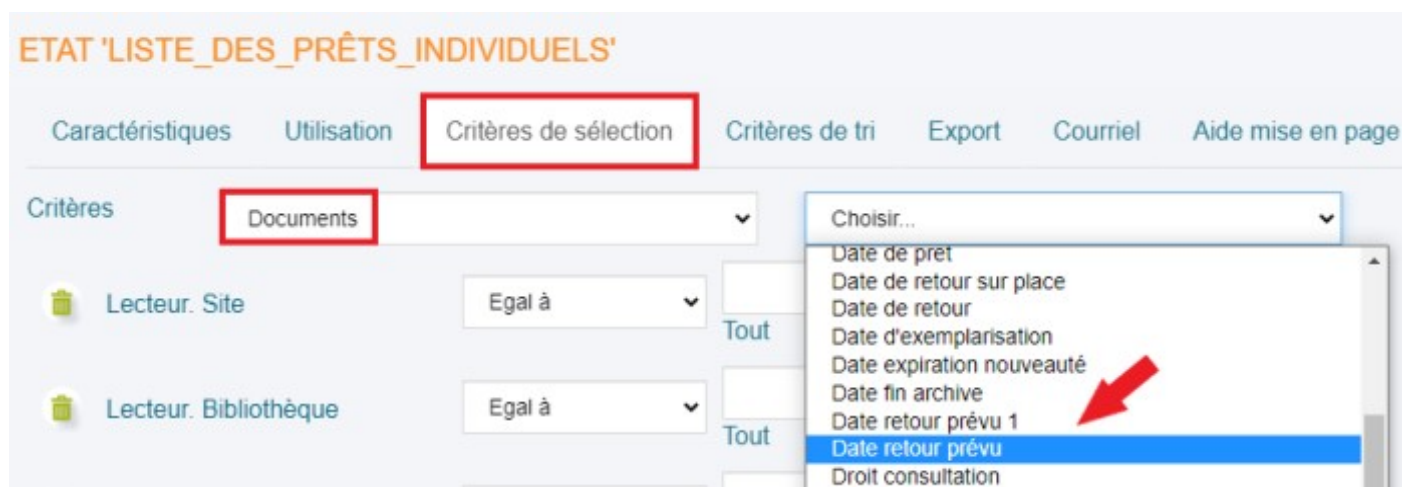 ETAT 'LISTE_DES_PRÊTS_INDIVIDUELS'
Caractéristiques Utilisation Critères de sélection Critères de tri Export Courriel Aide mise en page
Critères Documents Choisir...
Date de pret
Lecteur. Site Egal à Date de retour sur place
Date de retour
Tout Date d'exemplarisation
Date expiration nouveauté
Date fin archive
Lecteur. Bibliothèque Egal à Date retour prévu 1
Tout Date retour prévu
Droit consultation